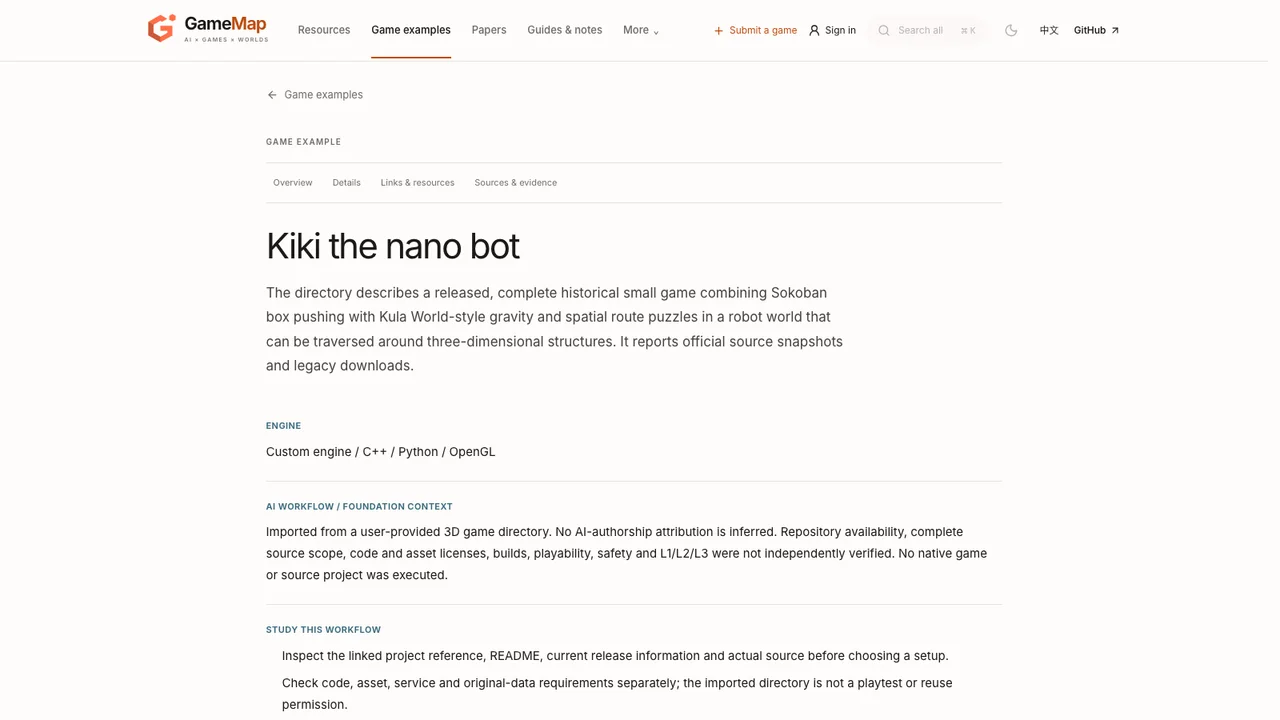 GameMap
AI × GAMES × WORLDS
Resources
Game examples
Papers
Guides & notes
More
Submit a game
Sign in
Search all
⌘ K
中文
GitHub
Game examples
GAME EXAMPLE
Overview
Details
Links & resources
Sources & evidence
Kiki the nano bot
The directory describes a released, complete historical small game combining Sokoban
box pushing with Kula World-style gravity and spatial route puzzles in a robot world that
can be traversed around three-dimensional structures. It reports official source snapshots
and legacy downloads.
ENGINE
Custom engine / C++ / Python / OpenGL
AI WORKFLOW / FOUNDATION CONTEXT
Imported from a user-provided 3D game directory. No AI-authorship attribution is inferred. Repository availability, complete
source scope, code and asset licenses, builds, playability, safety and L1/L2/L3 were not independently verified. No native game
or source project was executed.
STUDY THIS WORKFLOW
Inspect the linked project reference, README, current release information and actual source before choosing a setup.
Check code, asset, service and original-data requirements separately; the imported directory is not a playtest or reuse
permission.